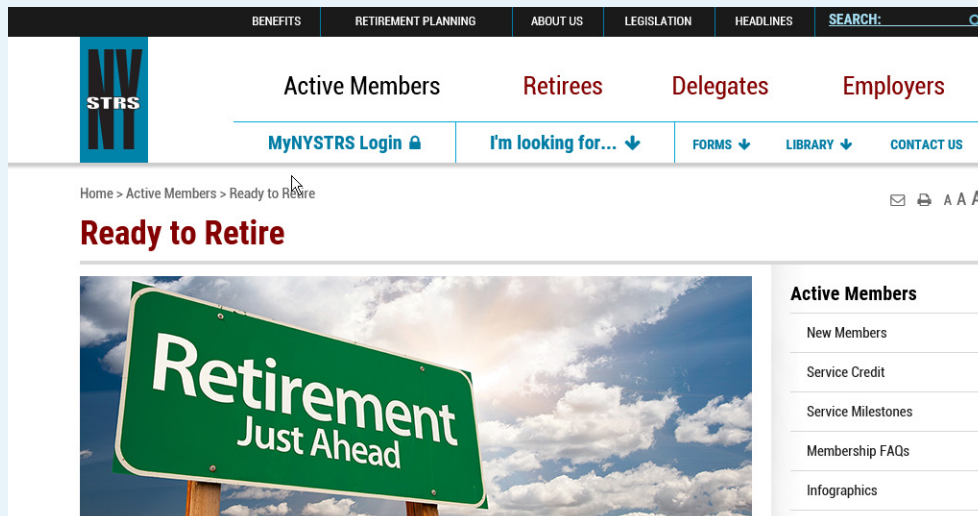 BENEFITS RETIREMENT PLANNING ABOUT US LEGISLATION HEADLINES SEARCH:
NY
STRS
NY
Active Members Retirees Delegates Employers
MyNYSTRS Login I'm looking for... FORMS LIBRARY CONTACT US
Home > Active Members > Ready to Retire
A A A
Ready to Retire
Retirement
Just Ahead
Active Members
New Members
Service Credit
Service Milestones
Membership FAQs
Infographics